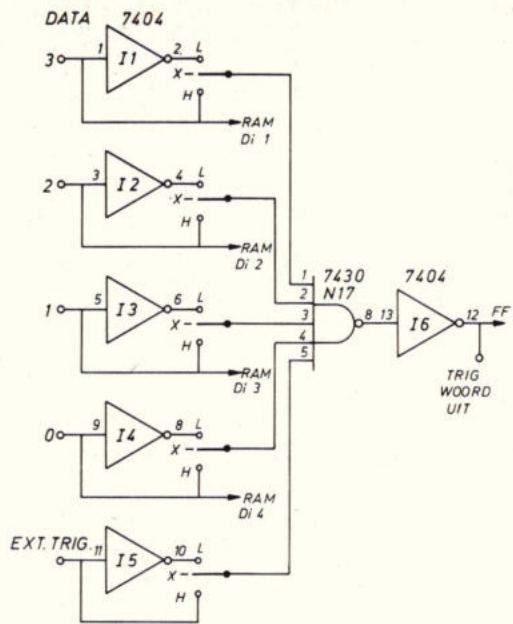 DATA 7404
3 1 I1 2 L
X
H
RAM
Di 1
2 3 I2 4 L
X
H
RAM
Di 2
1 5 I3 6 L
X
H
RAM
Di 3
0 9 I4 8 L
X
H
RAM
Di 4
EXT. TRIG. 11 I5 10 L
X
H
7430
N17
1
2
3
4
5
8
7404
13 I6 12 FF
TRIG
WOORD
UIT